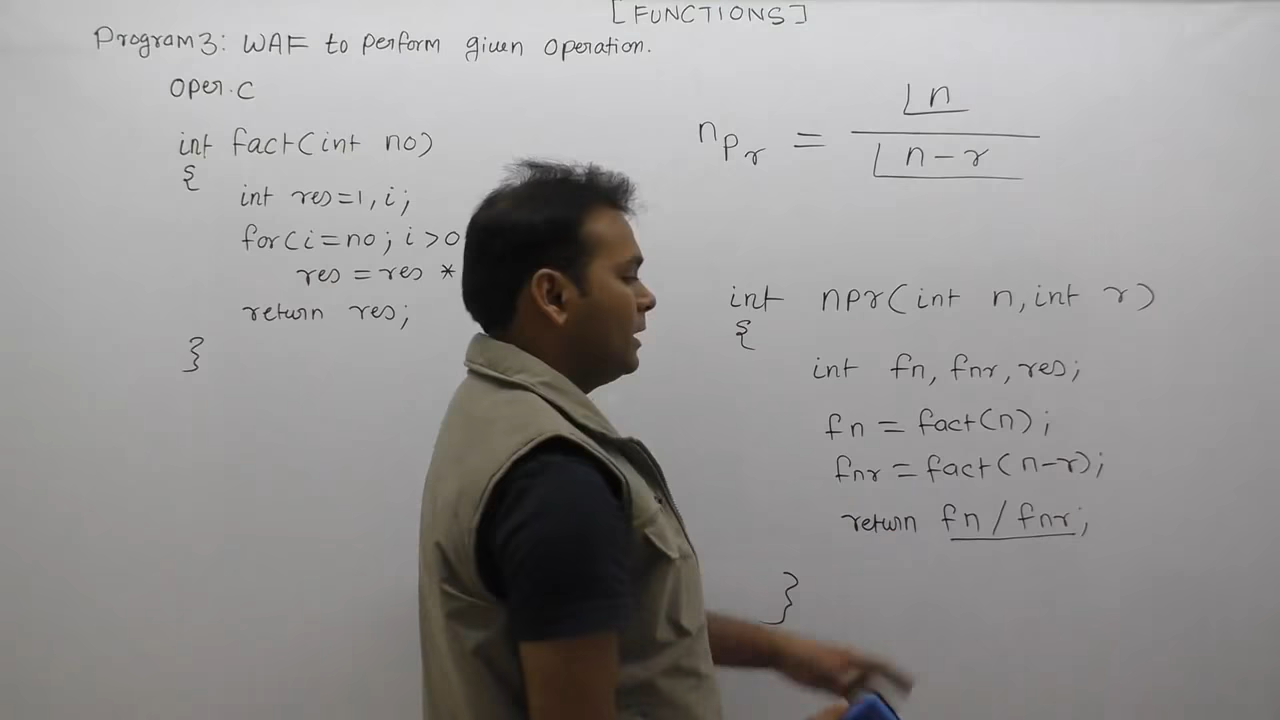 [FUNCTIONS]
Program 3: WAF to perform given operation.
oper.c
int fact(int no)
{
int res=1, i;
for(i=no; i>0
res = res *
return res;
}
nPr = Ln / Ln-r
int npr(int n, int r)
{
int fn, fnr, res;
fn = fact(n);
fnr = fact(n-r);
return fn / fnr;
}